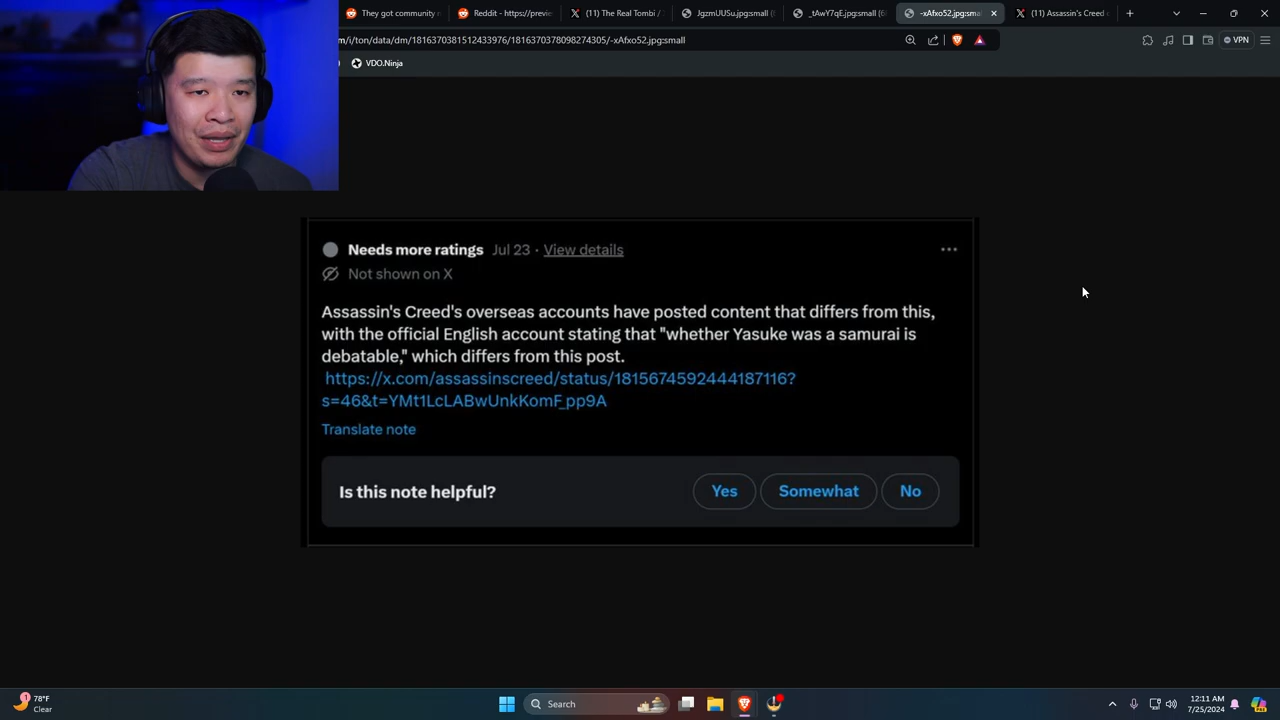 They got community
Reddit - https://previe
(11) The Real Tombi /
JgzmUUSu.jpg:small (
_tAwY7qE.jpg:small (6
-xAfxo52.jpg:sma
(11) Assassin's Creed
m/i/ton/data/dm/1816370381512433976/1816370378098274305/-xAfxo52.jpg:small
VPN
VDO.Ninja
Needs more ratings Jul 23 · View details
Not shown on X
Assassin's Creed's overseas accounts have posted content that differs from this,
with the official English account stating that "whether Yasuke was a samurai is
debatable," which differs from this post.
https://x.com/assassinscreed/status/1815674592444187116?
s=46&t=YMt1LcLABwUnkKomF_pp9A
Translate note
Is this note helpful?
Yes
Somewhat
No
1
78°F
Clear
Search
12:11 AM
7/25/2024